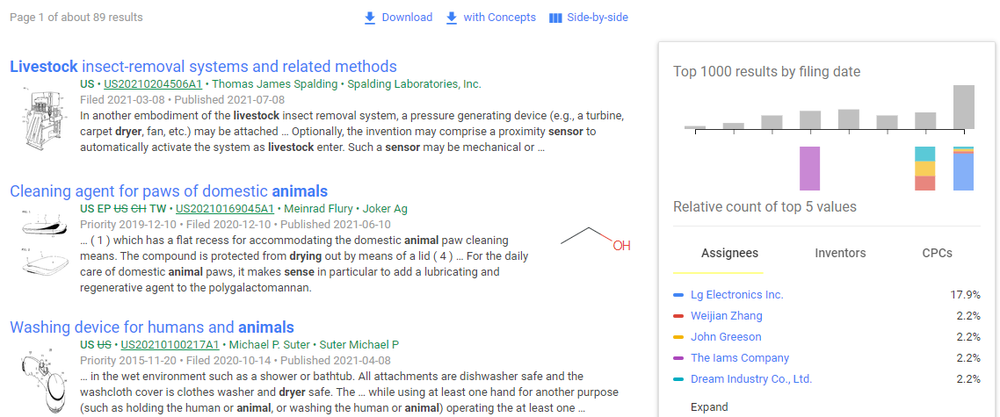 Page 1 of about 89 results
Download
with Concepts
Side-by-side
Livestock insect-removal systems and related methods
US • US20210204506A1 • Thomas James Spalding • Spalding Laboratories, Inc.
Filed 2021-03-08 • Published 2021-07-08
In another embodiment of the livestock insect removal system, a pressure generating device (e.g., a turbine,
carpet dryer, fan, etc.) may be attached … Optionally, the invention may comprise a proximity sensor to
automatically activate the system as livestock enter. Such a sensor may be mechanical or …
Cleaning agent for paws of domestic animals
US EP US CH TW • US20210169045A1 • Meinrad Flury • Joker Ag
Priority 2019-12-10 • Filed 2020-12-10 • Published 2021-06-10
… ( 1 ) which has a flat recess for accommodating the domestic animal paw cleaning
means. The compound is protected from drying out by means of a lid ( 4 ) … For the daily
care of domestic animal paws, it makes sense in particular to add a lubricating and
regenerative agent to the polygalactomannan.
OH
Washing device for humans and animals
US US • US20210100217A1 • Michael P. Suter • Suter Michael P
Priority 2015-11-20 • Filed 2020-10-14 • Published 2021-04-08
… in the wet environment such as a shower or bathtub. All attachments are dishwasher safe and the
washcloth cover is clothes washer and dryer safe. The … while using at least one hand for another purpose
(such as holding the human or animal, or washing the human or animal) operating the at least one …
Top 1000 results by filing date
Relative count of top 5 values
Assignees
Inventors
CPCs
Lg Electronics Inc. 17.9%
Weijian Zhang 2.2%
John Greeson 2.2%
The Iams Company 2.2%
Dream Industry Co., Ltd. 2.2%
Expand